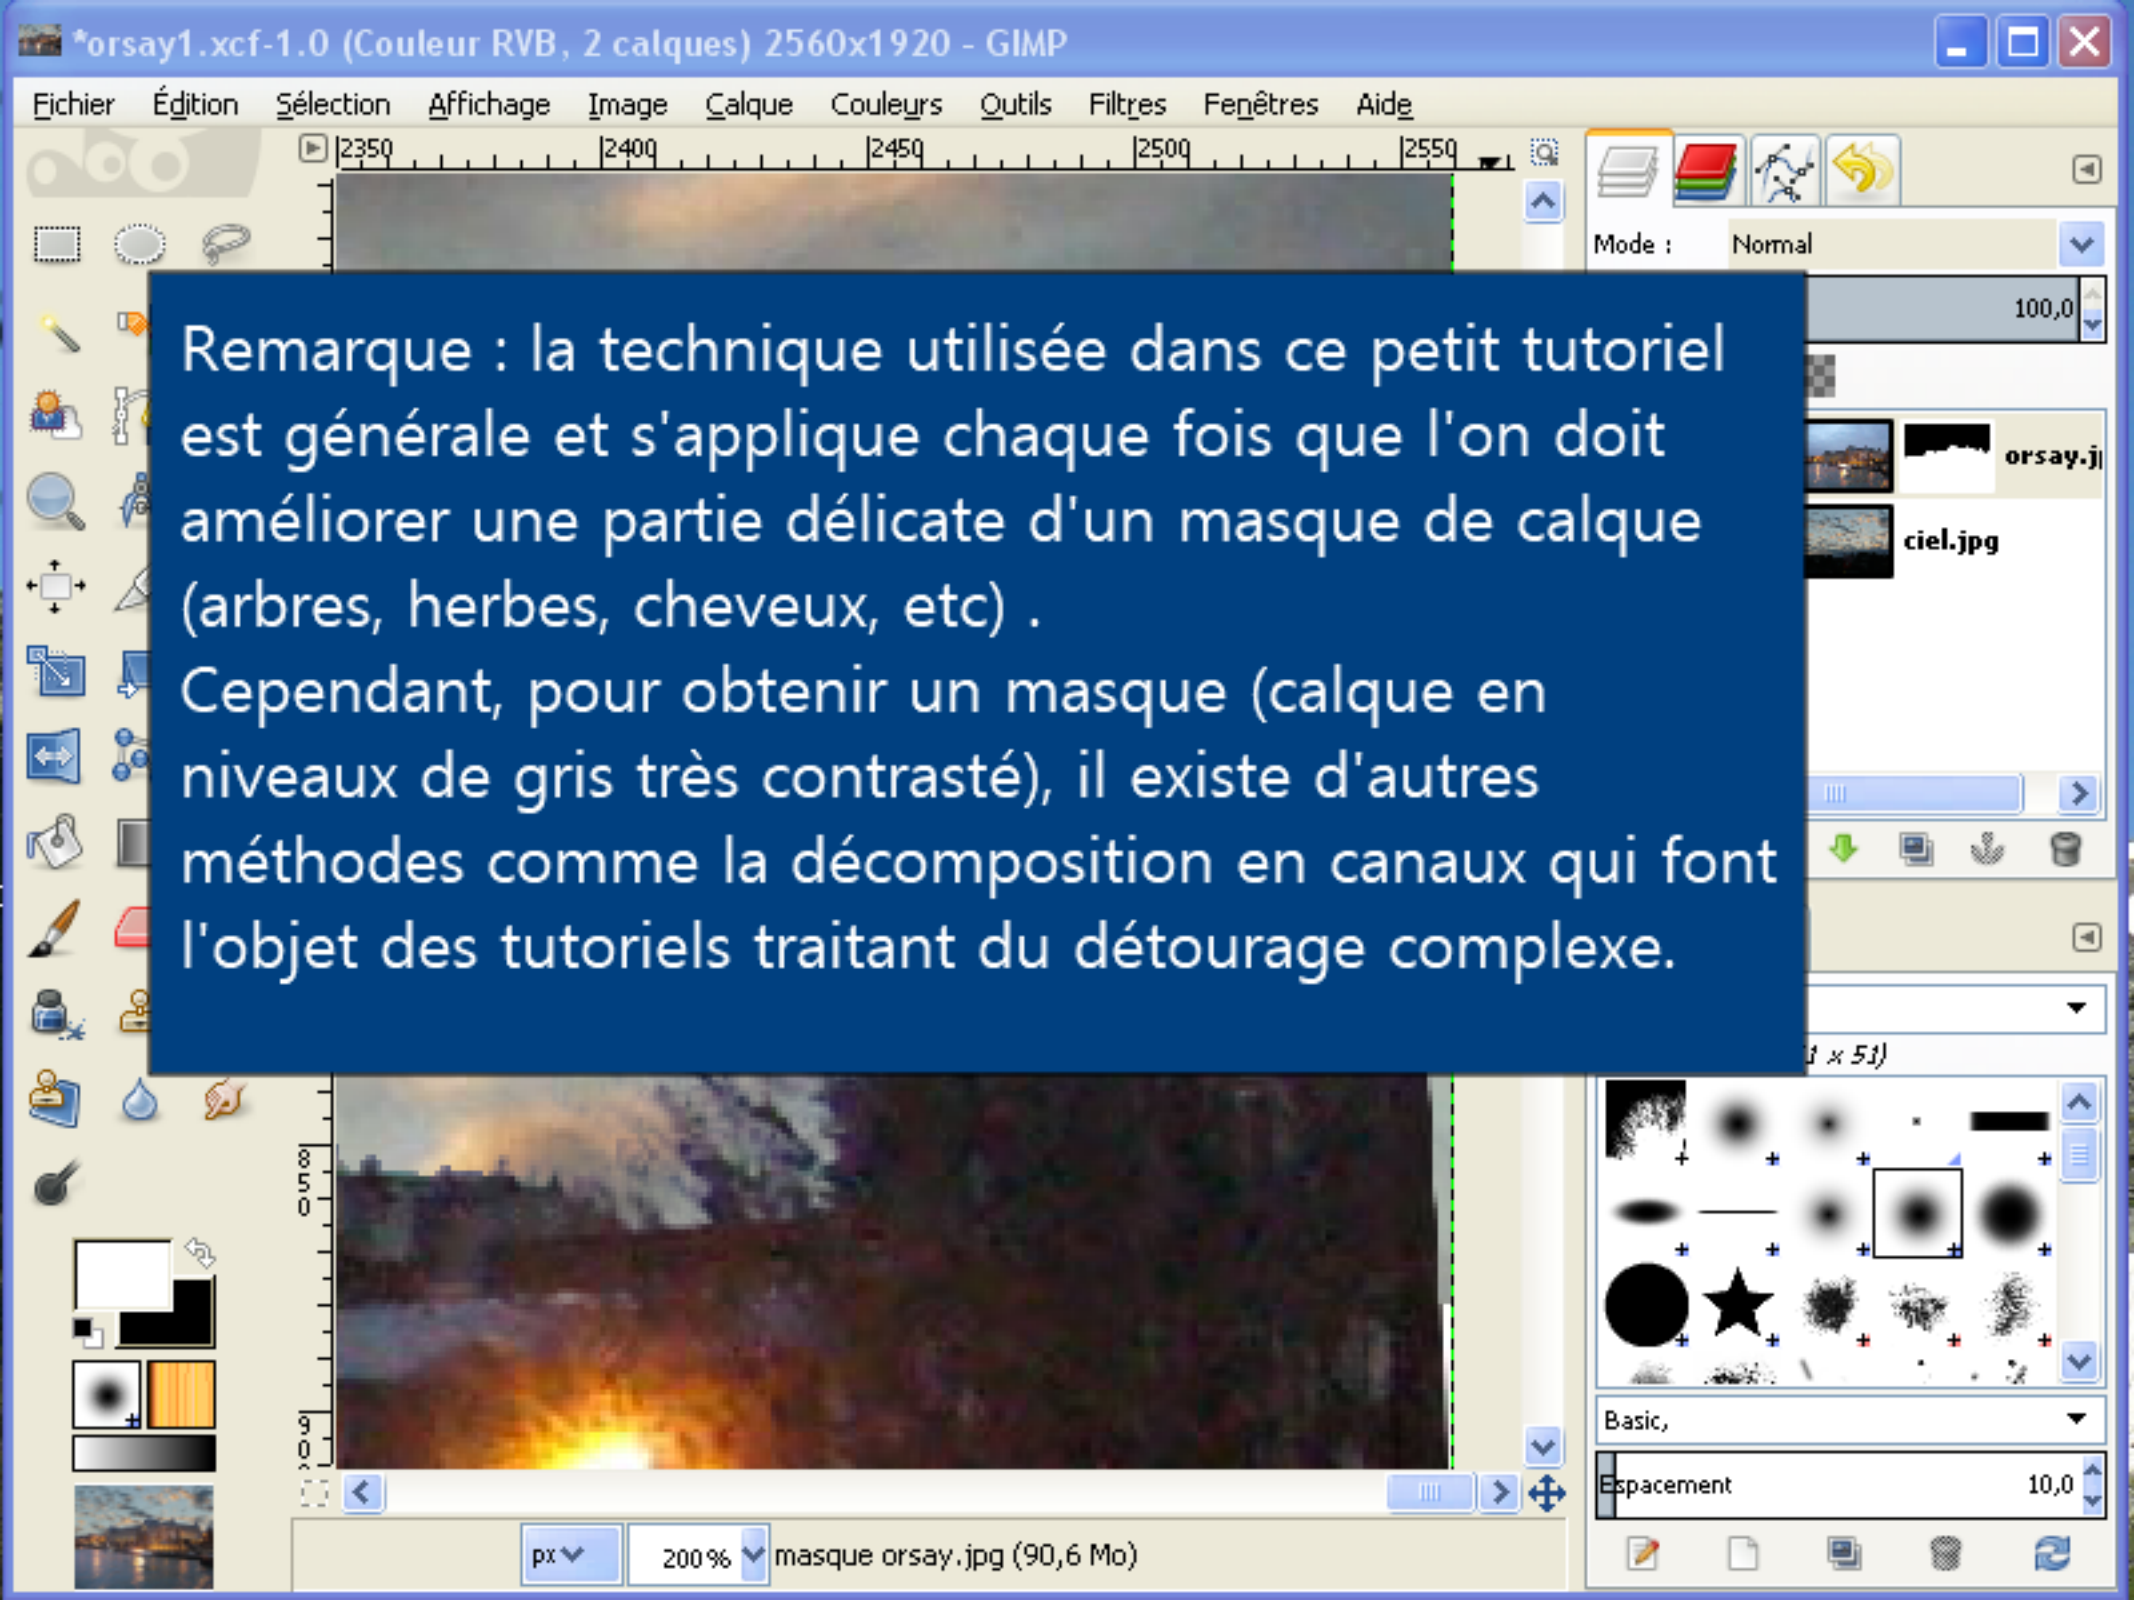 *orsay1.xcf-1.0 (Couleur RVB, 2 calques) 2560x1920 - GIMP
Fichier Édition Sélection Affichage Image Calque Couleurs Outils Filtres Fenêtres Aide
2350 2400 2450 2500 2550
Mode : Normal
100,0
Remarque : la technique utilisée dans ce petit tutoriel
est générale et s'applique chaque fois que l'on doit
améliorer une partie délicate d'un masque de calque
(arbres, herbes, cheveux, etc) .
Cependant, pour obtenir un masque (calque en
niveaux de gris très contrasté), il existe d'autres
méthodes comme la décomposition en canaux qui font
l'objet des tutoriels traitant du détourage complexe.
orsay.j
ciel.jpg
x 51)
850
90
Basic,
Espacement 10,0
px 200 % masque orsay.jpg (90,6 Mo)